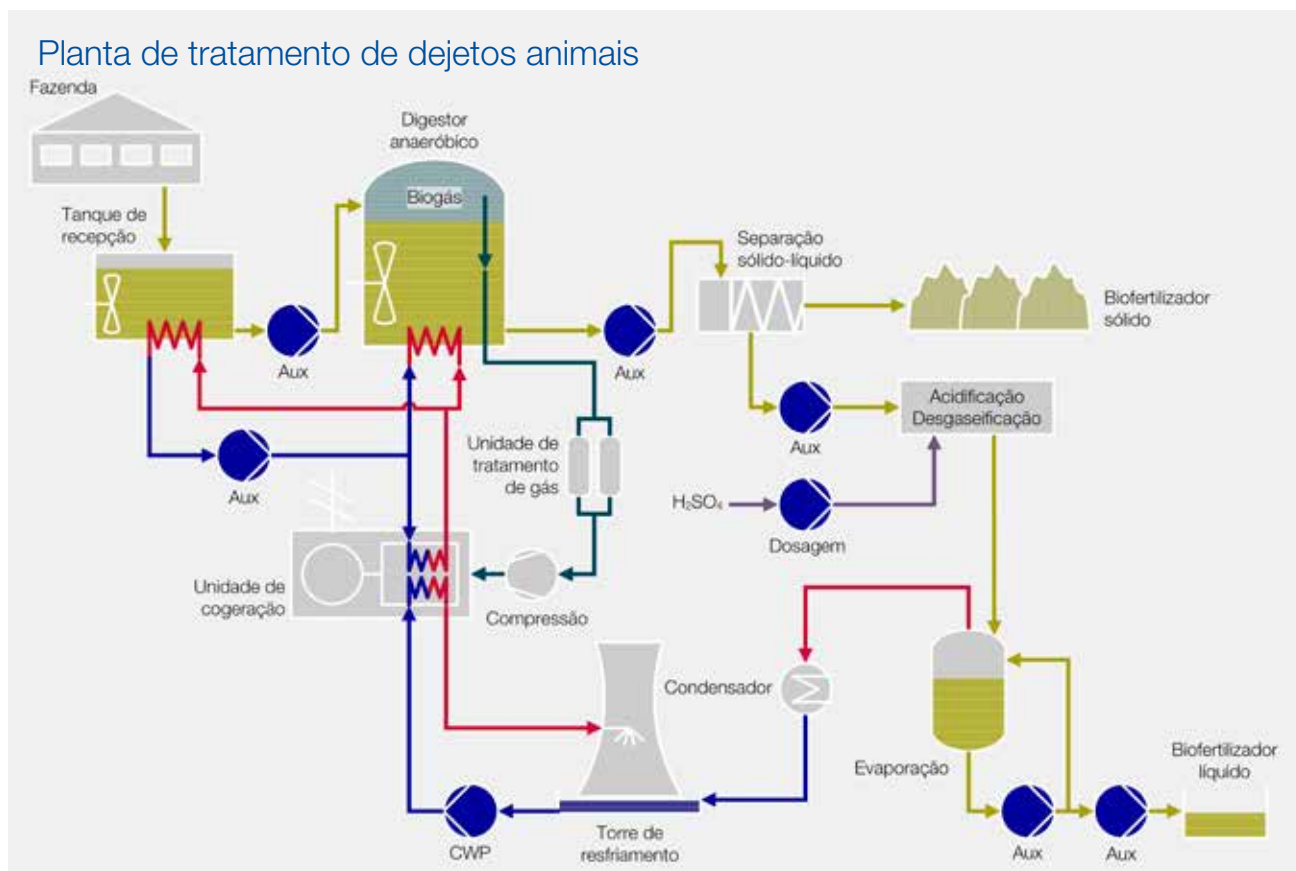 Planta de tratamento de dejetos animais
Fazenda
Digestor
anaeróbico
Biogás
Tanque de
recepção
Separação
sólido-líquido
Biofertilizador
sólido
Aux
Aux
Acidificação
Desgaseificação
Aux
Unidade de
tratamento
de gás
Aux
H₂SO₄
Dosagem
Unidade de
cogeração
Compressão
Condensador
Evaporação
Biofertilizador
líquido
CWP
Torre de
resfriamento
Aux
Aux